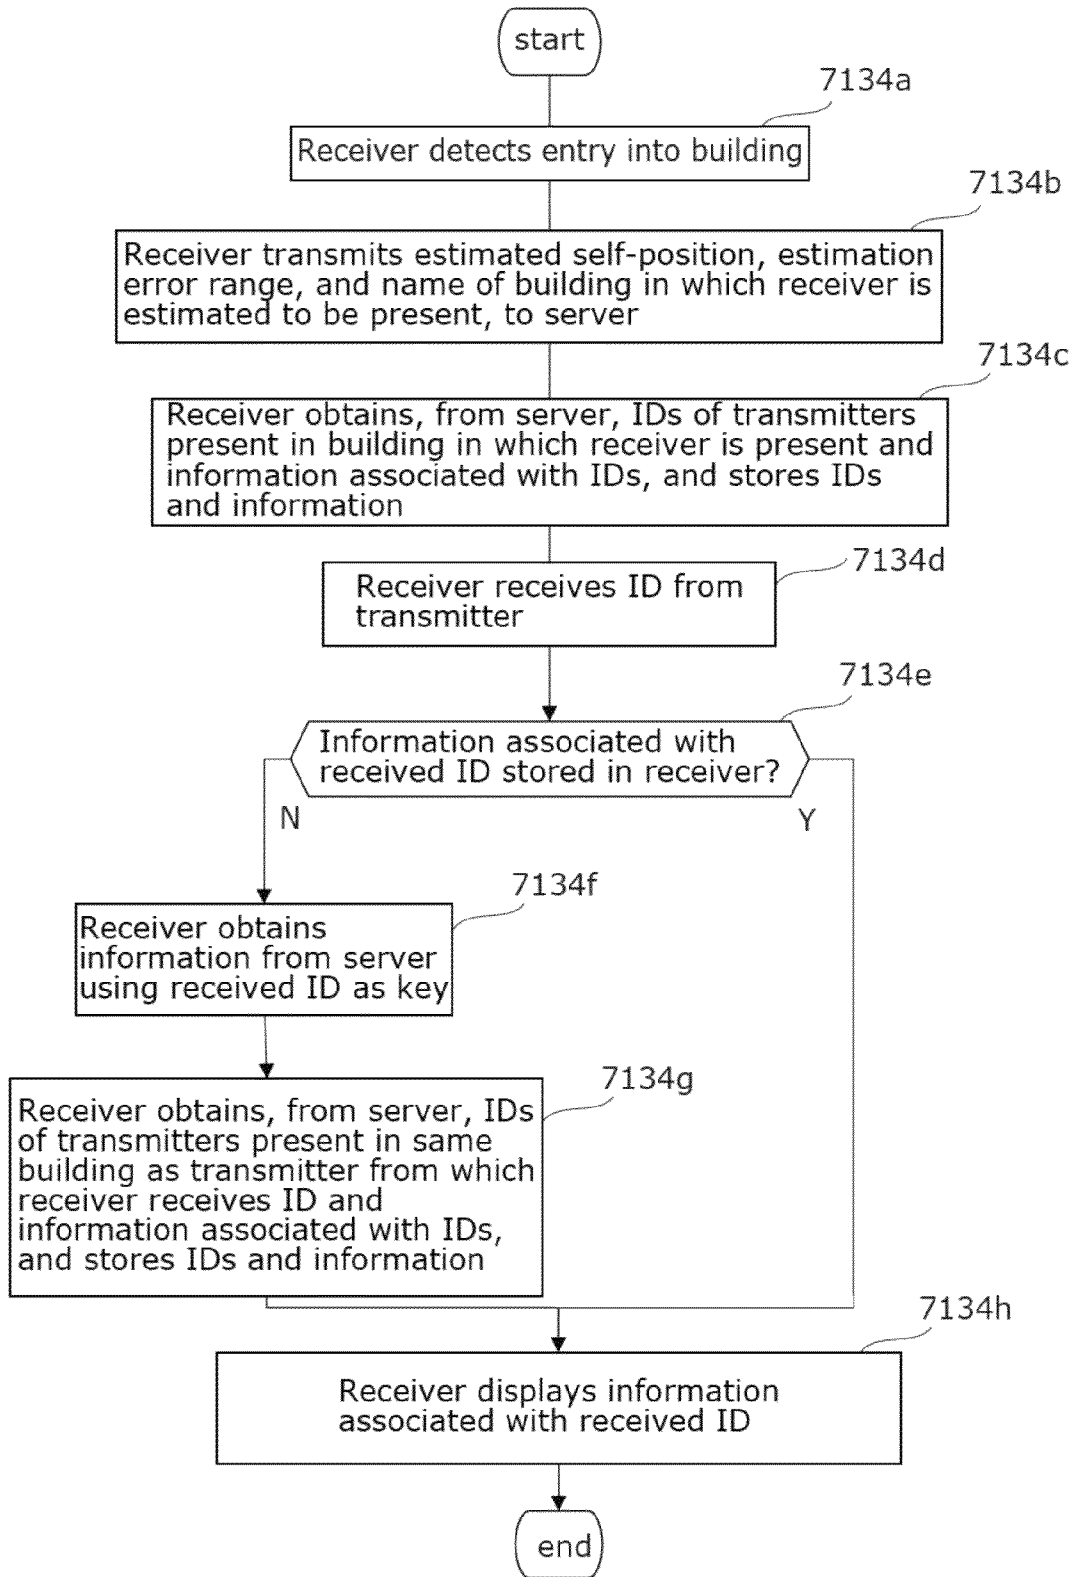 start
7134a
Receiver detects entry into building
7134b
Receiver transmits estimated self-position, estimation
error range, and name of building in which receiver is
estimated to be present, to server
7134c
Receiver obtains, from server, IDs of transmitters
present in building in which receiver is present and
information associated with IDs, and stores IDs
and information
7134d
Receiver receives ID from
transmitter
7134e
Information associated with
received ID stored in receiver?
N
Y
7134f
Receiver obtains
information from server
using received ID as key
7134g
Receiver obtains, from server, IDs
of transmitters present in same
building as transmitter from which
receiver receives ID and
information associated with IDs,
and stores IDs and information
7134h
Receiver displays information
associated with received ID
end